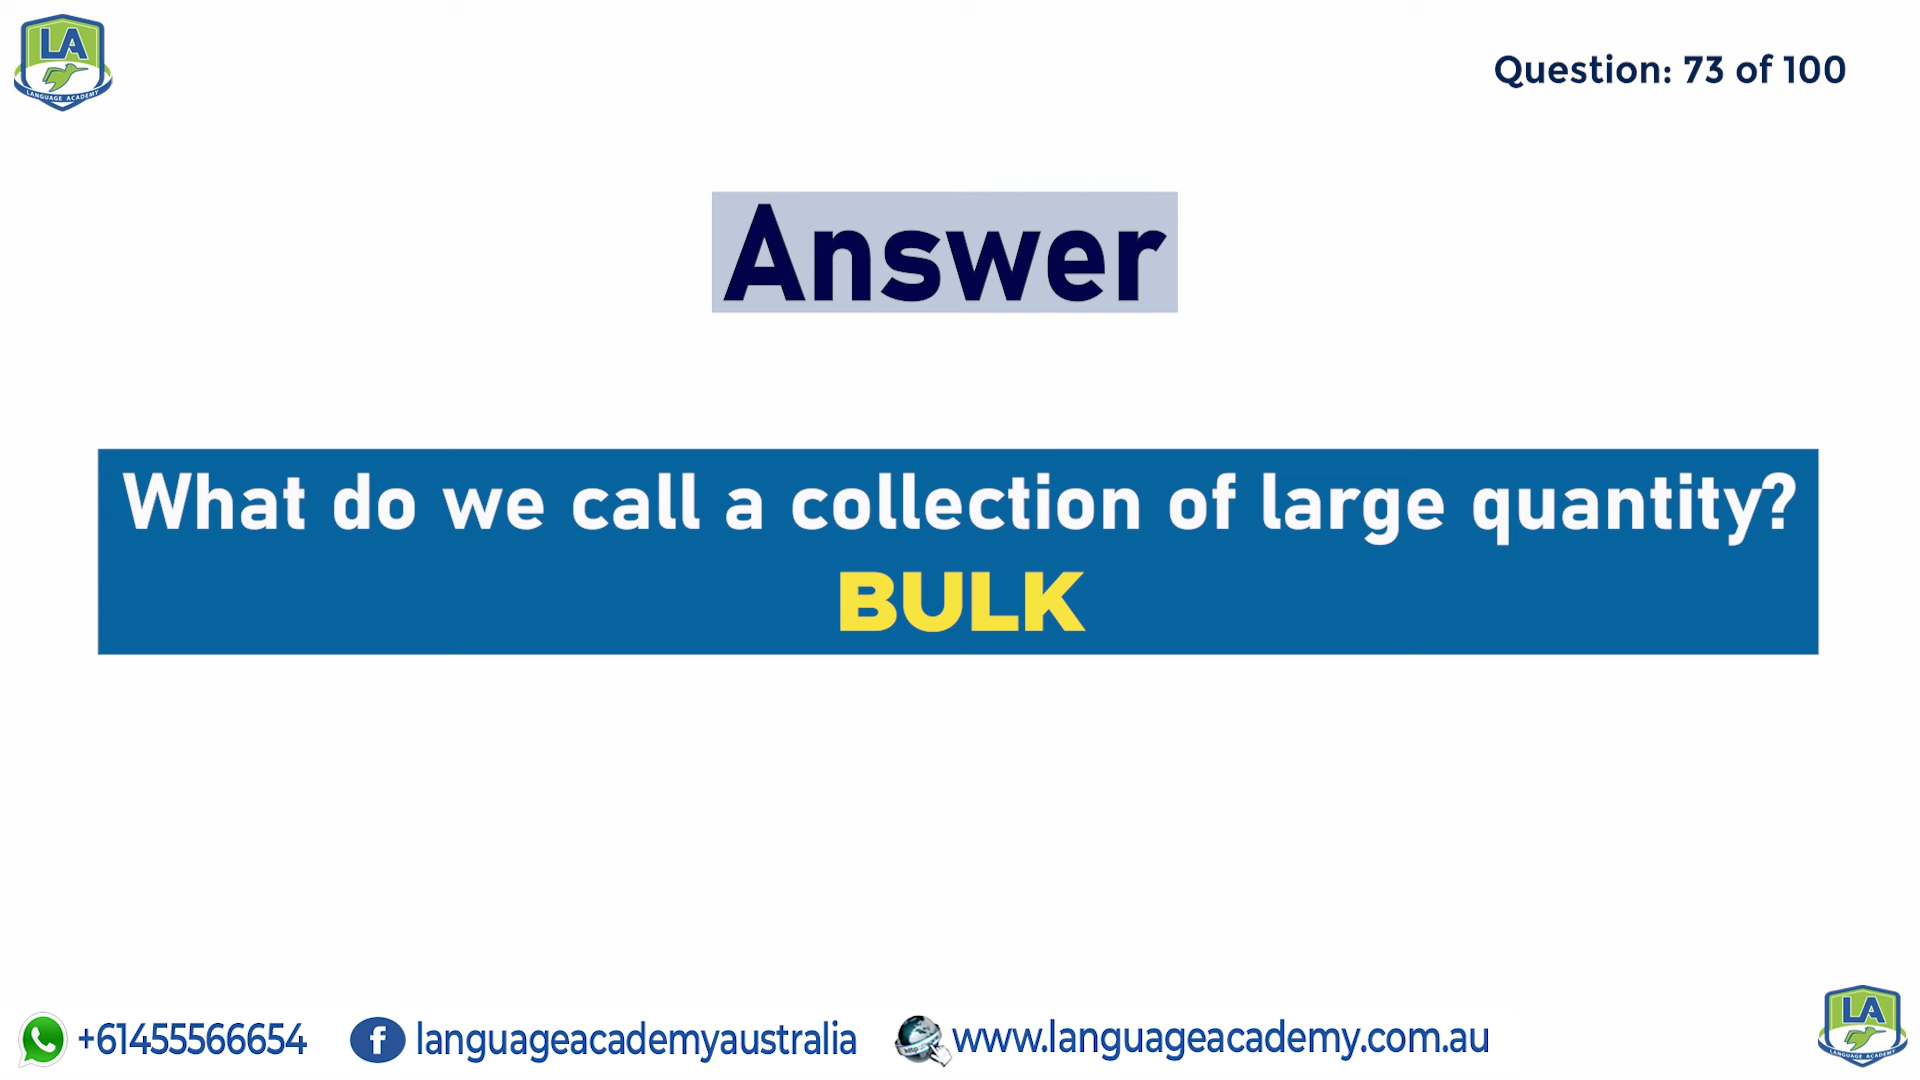 LA
LANGUAGE ACADEMY
Question: 73 of 100
Answer
What do we call a collection of large quantity?
BULK
+61455566654
f languageacademyaustralia
http:
www.languageacademy.com.au
LA
LANGUAGE ACADEMY